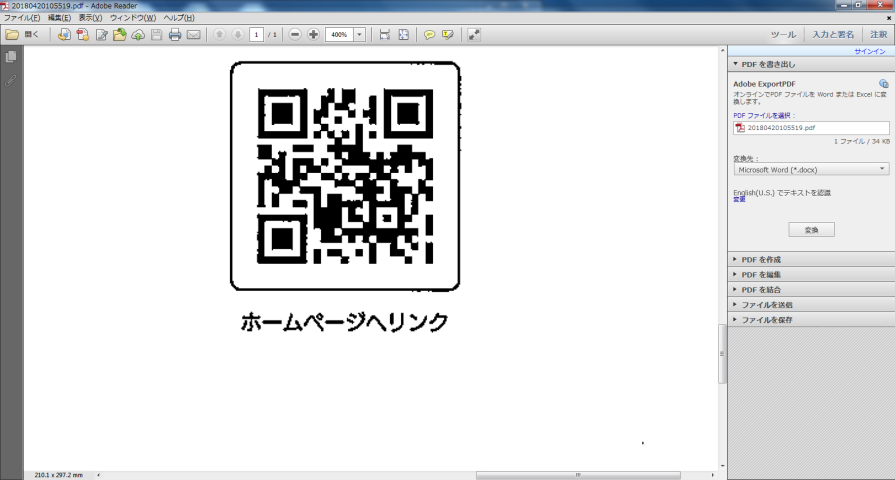 20180420105519.pdf - Adobe Reader
ファイル(F) 編集(E) 表示(V) ウィンドウ(W) ヘルプ(H)
開く 1 / 1 400% ツール 入力と署名 注釈
サインイン
PDF を書き出し
Adobe ExportPDF
オンラインでPDF ファイルを Word または Excel に変
換します。
PDF ファイルを選択：
20180420105519.pdf
1 ファイル / 34 KB
変換先：
Microsoft Word (*.docx)
English(U.S.) でテキストを認識
変更
変換
PDF を作成
PDF を編集
PDF を結合
ファイルを送信
ファイルを保存
ホームページへリンク
210.1 x 297.2 mm